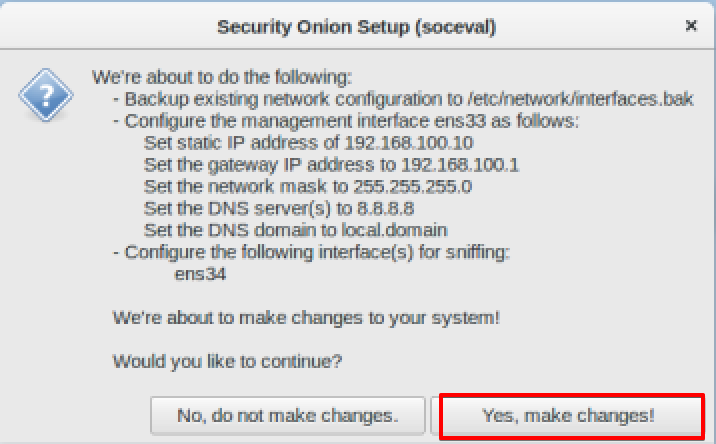 Security Onion Setup (soceval)
×
?
We're about to do the following:
- Backup existing network configuration to /etc/network/interfaces.bak
- Configure the management interface ens33 as follows:
Set static IP address of 192.168.100.10
Set the gateway IP address to 192.168.100.1
Set the network mask to 255.255.255.0
Set the DNS server(s) to 8.8.8.8
Set the DNS domain to local.domain
- Configure the following interface(s) for sniffing:
ens34
We're about to make changes to your system!
Would you like to continue?
No, do not make changes.
Yes, make changes!